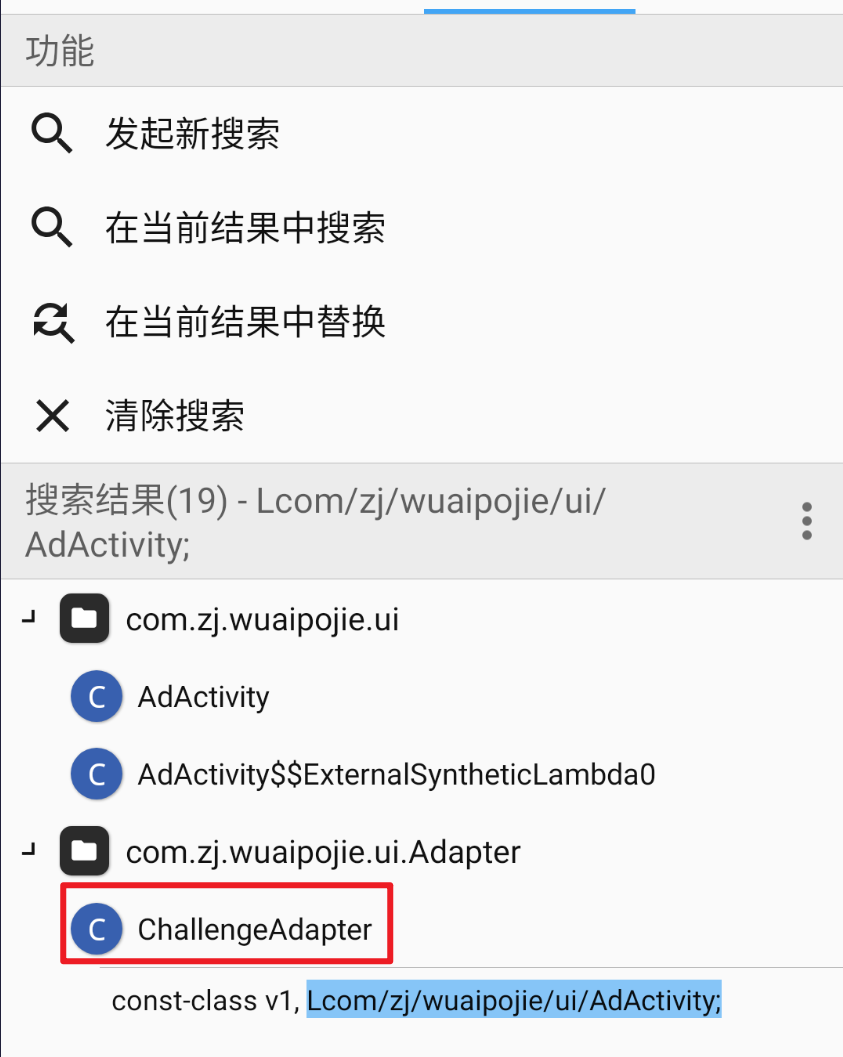 功能
发起新搜索
在当前结果中搜索
在当前结果中替换
清除搜索
搜索结果(19) - Lcom/zj/wuaipojie/ui/
AdActivity;
com.zj.wuaipojie.ui
C AdActivity
C AdActivity$$ExternalSyntheticLambda0
com.zj.wuaipojie.ui.Adapter
C ChallengeAdapter
const-class v1, Lcom/zj/wuaipojie/ui/AdActivity;